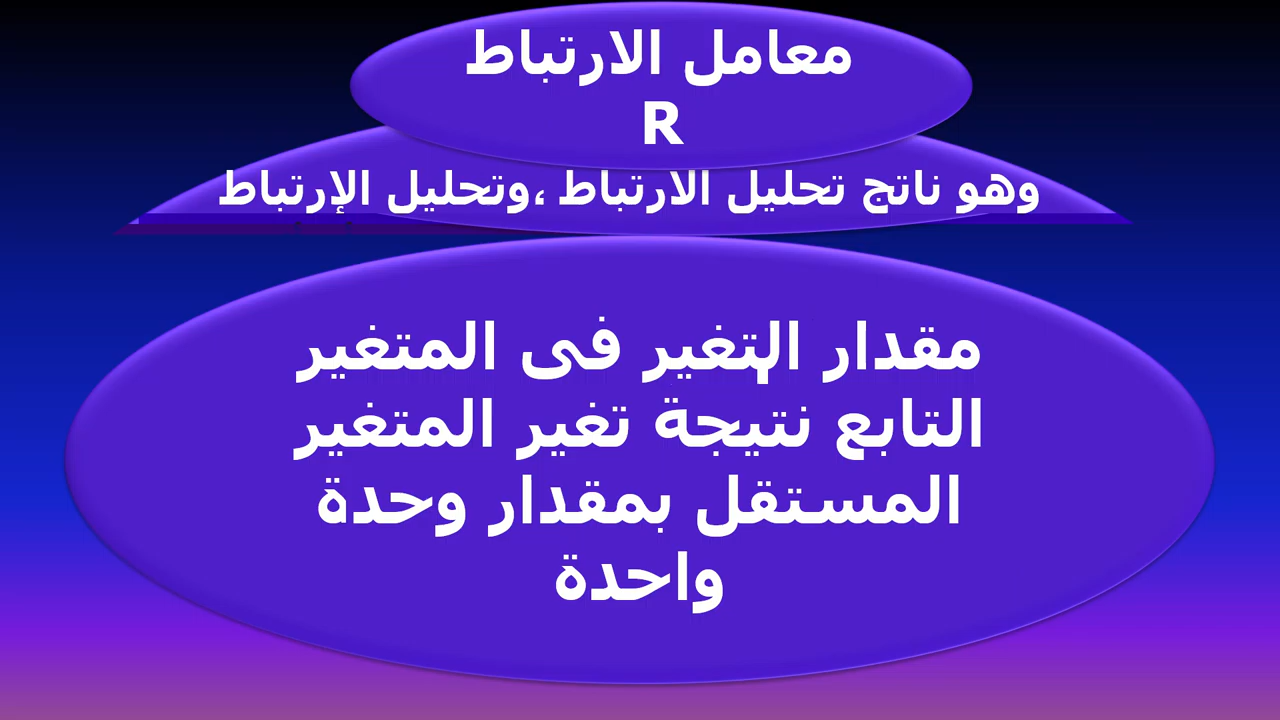 معامل الارتباط
R
وهو ناتج تحليل الارتباط ،وتحليل الإرتباط
مقدار التغير فى المتغير
التابع نتيجة تغير المتغير
المستقل بمقدار وحدة
واحدة